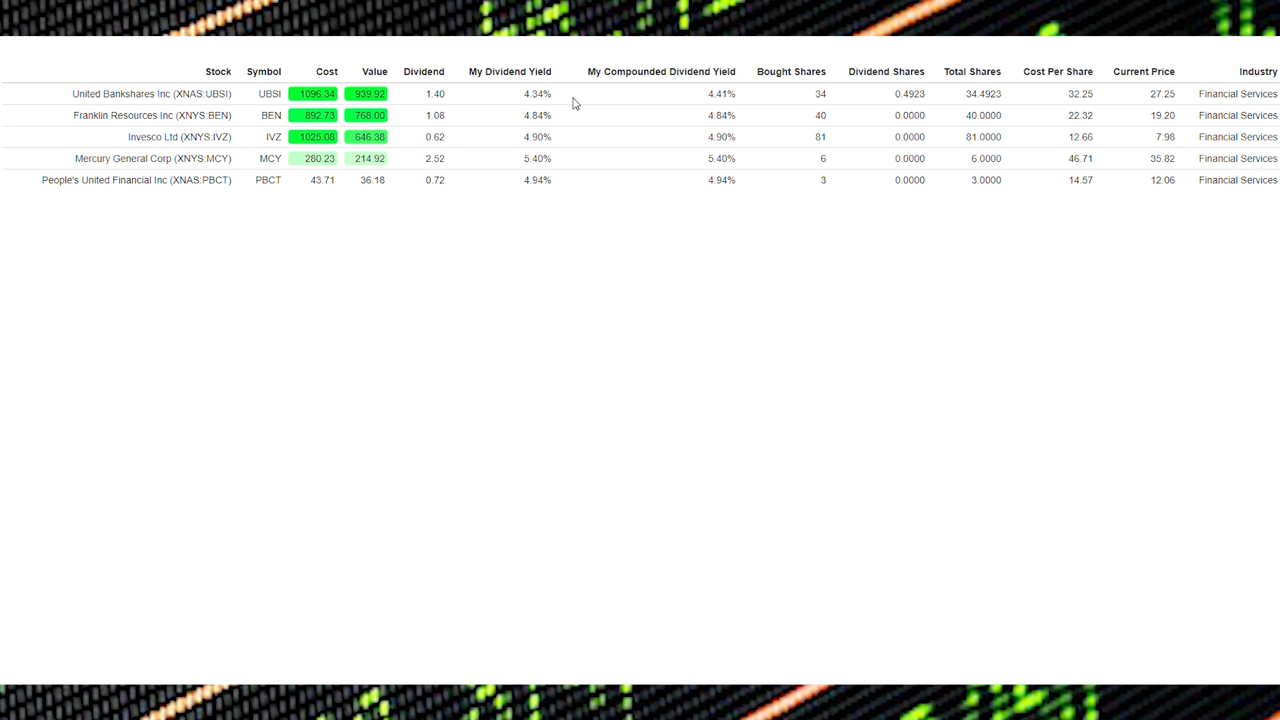 Stock Symbol Cost Value Dividend My Dividend Yield My Compounded Dividend Yield Bought Shares Dividend Shares Total Shares Cost Per Share Current Price Industry
United Bankshares Inc (XNAS:UBSI) UBSI 1096.34 939.92 1.40 4.34% 4.41% 34 0.4923 34.4923 32.25 27.25 Financial Services
Franklin Resources Inc (XNYS:BEN) BEN 892.73 768.00 1.08 4.84% 4.84% 40 0.0000 40.0000 22.32 19.20 Financial Services
Invesco Ltd (XNYS:IVZ) IVZ 1025.08 646.38 0.62 4.90% 4.90% 81 0.0000 81.0000 12.66 7.98 Financial Services
Mercury General Corp (XNYS:MCY) MCY 280.23 214.92 2.52 5.40% 5.40% 6 0.0000 6.0000 46.71 35.82 Financial Services
People's United Financial Inc (XNAS:PBCT) PBCT 43.71 36.18 0.72 4.94% 4.94% 3 0.0000 3.0000 14.57 12.06 Financial Services